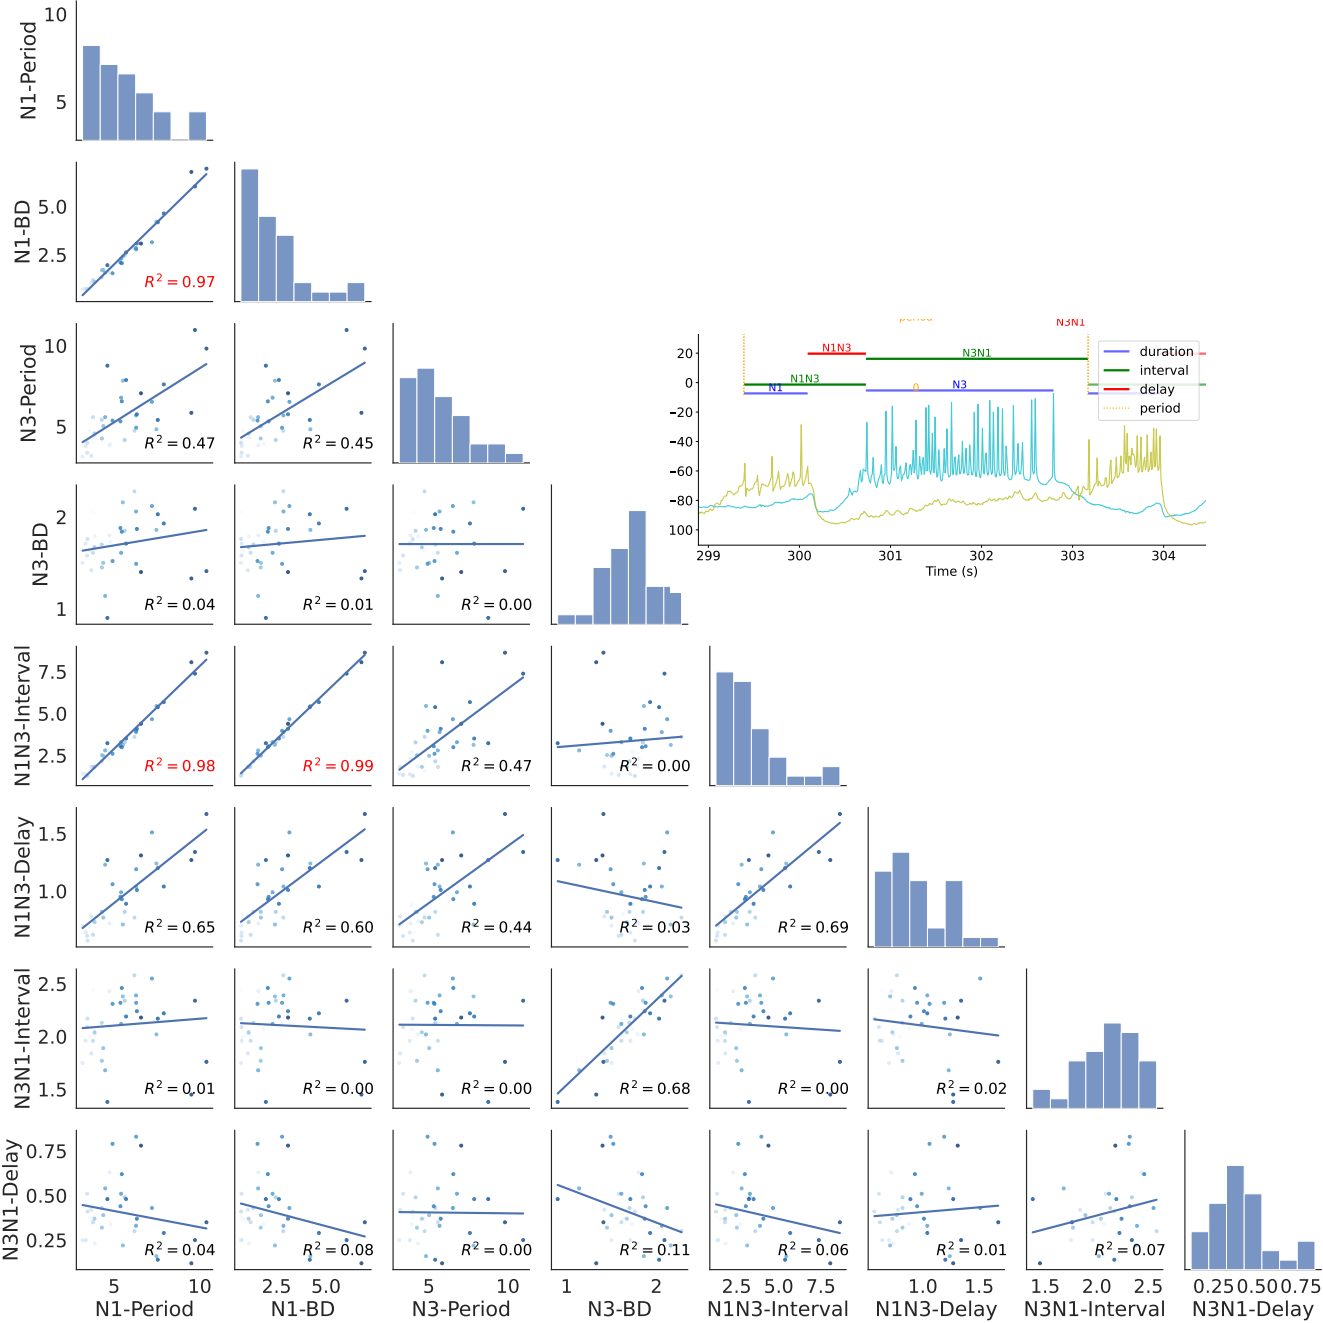 10
5
N1-Period
5.0
2.5
N1-BD
R² = 0.97
10
5
N3-Period
R² = 0.47
R² = 0.45
period
N3N1
20
0
−20
−40
−60
−80
100
N1N3
N3N1
N1N3
N1
0
N3
duration
interval
delay
period
299
300
301
302
303
304
Time (s)
2
1
N3-BD
R² = 0.04
R² = 0.01
R² = 0.00
7.5
5.0
2.5
N1N3-Interval
R² = 0.98
R² = 0.99
R² = 0.47
R² = 0.00
1.5
1.0
N1N3-Delay
R² = 0.65
R² = 0.60
R² = 0.44
R² = 0.03
R² = 0.69
2.5
2.0
1.5
N3N1-Interval
R² = 0.01
R² = 0.00
R² = 0.00
R² = 0.68
R² = 0.00
R² = 0.02
0.75
0.50
0.25
N3N1-Delay
R² = 0.04
R² = 0.08
R² = 0.00
R² = 0.11
R² = 0.06
R² = 0.01
R² = 0.07
5 10
2.5 5.0
5 10
1 2
2.5 5.0 7.5
1.0 1.5
1.5 2.0 2.5
0.25 0.50 0.75
N1-Period
N1-BD
N3-Period
N3-BD
N1N3-Interval
N1N3-Delay
N3N1-Interval
N3N1-Delay